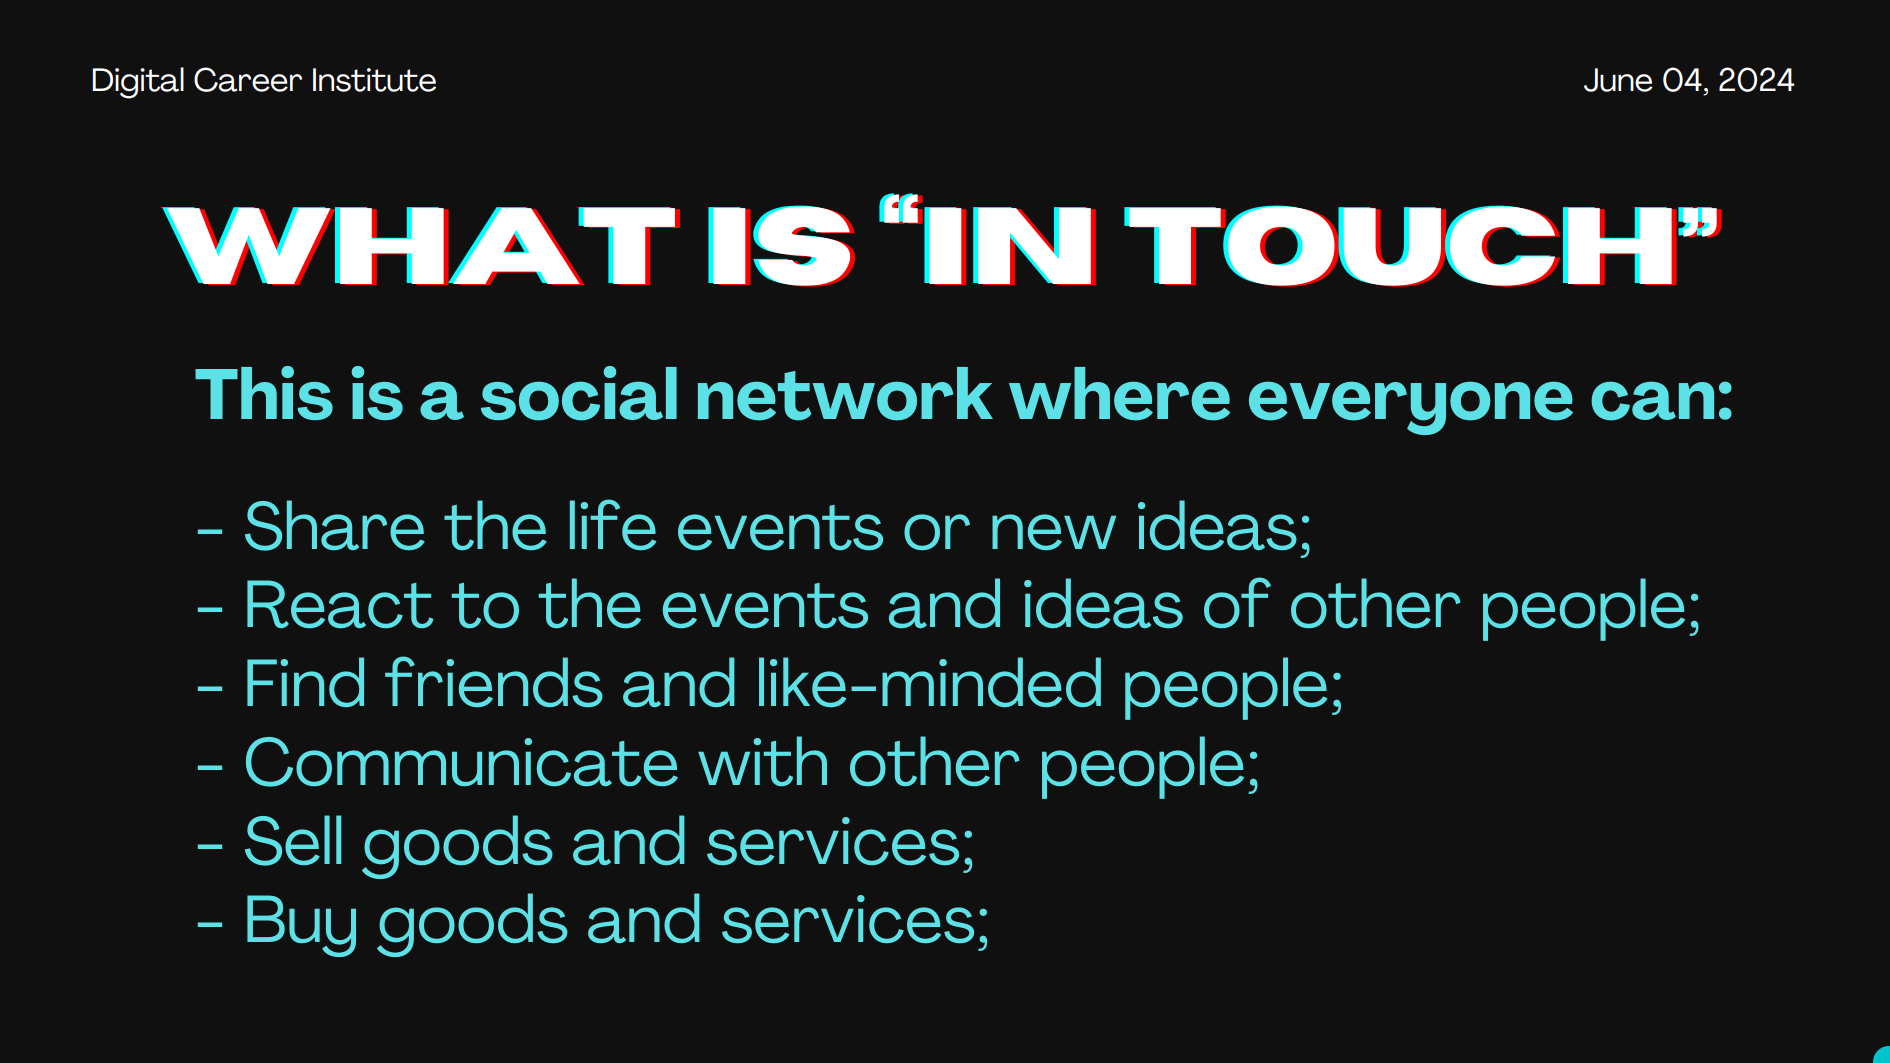 Digital Career Institute
June 04, 2024
WHAT IS “IN TOUCH”
This is a social network where everyone can:
- Share the life events or new ideas;
- React to the events and ideas of other people;
- Find friends and like-minded people;
- Communicate with other people;
- Sell goods and services;
- Buy goods and services;